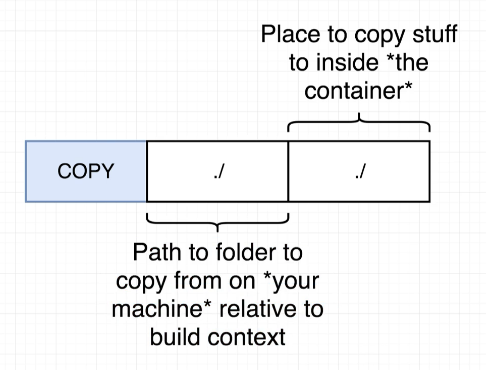 Place to copy stuff
to inside *the
container*
COPY ./ ./
Path to folder to
copy from on *your
machine* relative to
build context